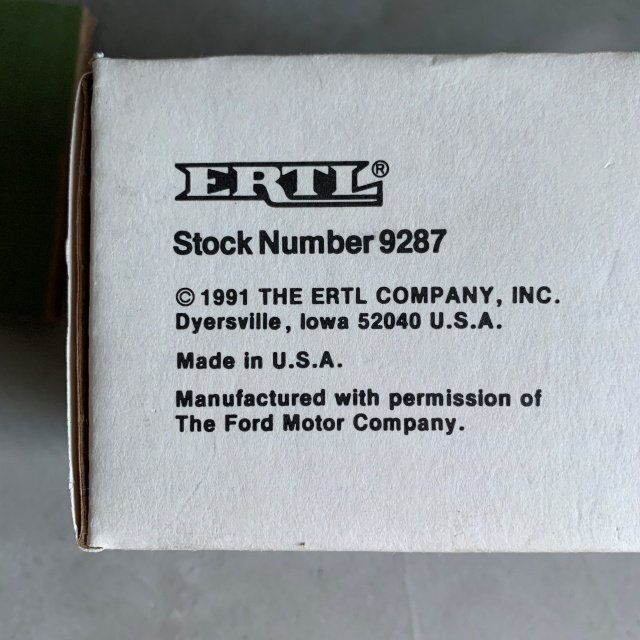 ERTL®
Stock Number 9287
© 1991 THE ERTL COMPANY, INC.
Dyersville, Iowa 52040 U.S.A.
Made in U.S.A.
Manufactured with permission of
The Ford Motor Company.